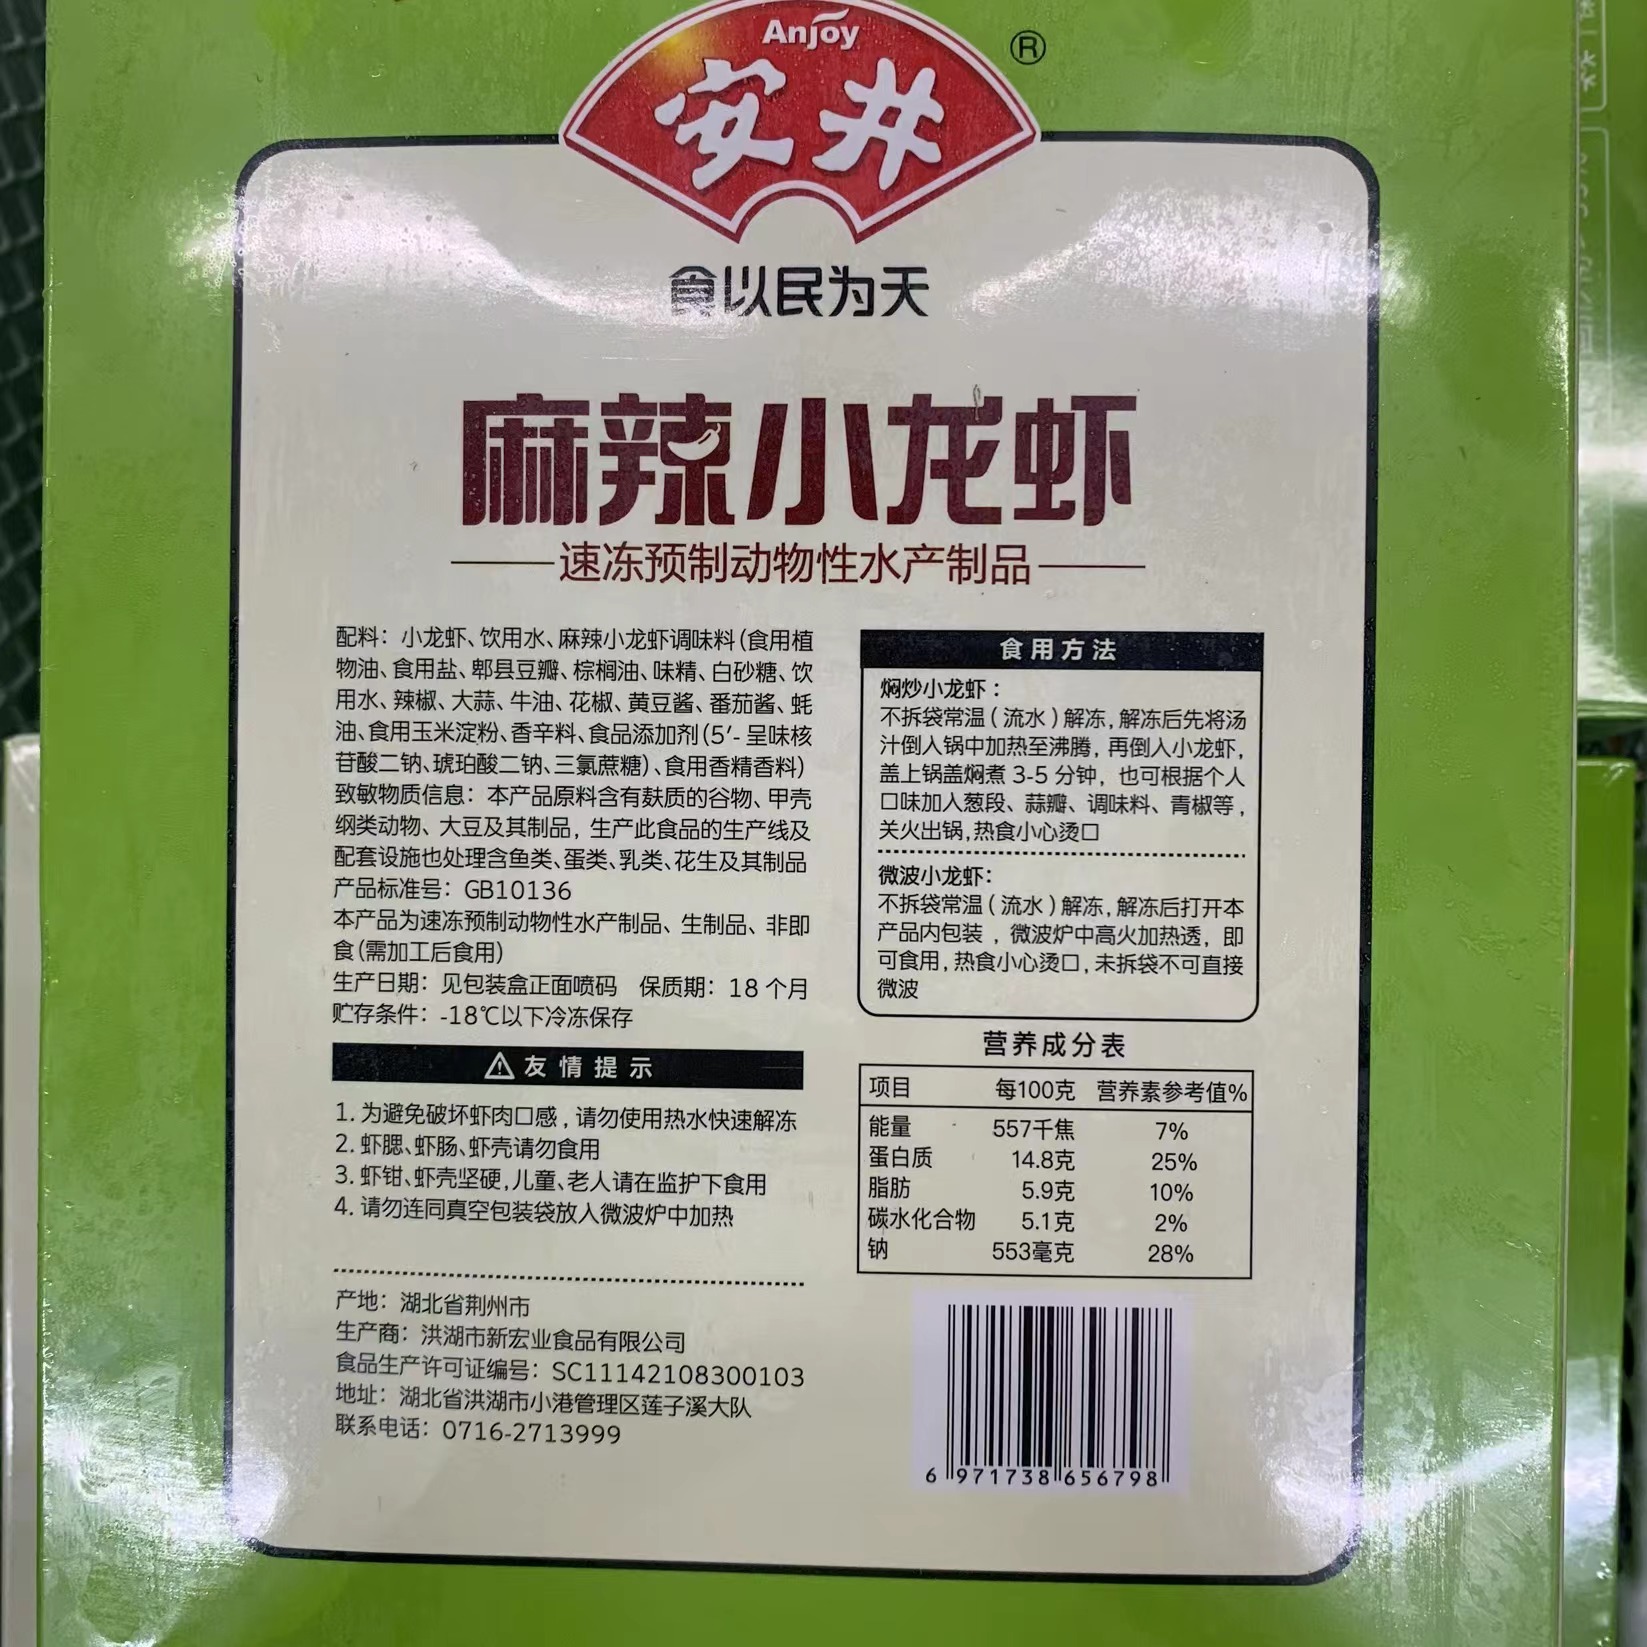 Anjoy
®
安井
食以民为天
麻辣小龙虾
速冻预制动物性水产制品
配料：小龙虾、饮用水、麻辣小龙虾调味料(食用植
物油、食用盐、郫县豆瓣、棕榈油、味精、白砂糖、饮
用水、辣椒、大蒜、牛油、花椒、黄豆酱、番茄酱、蚝
油、食用玉米淀粉、香辛料、食品添加剂(5′-呈味核
苷酸二钠、琥珀酸二钠、三氯蔗糖)、食用香精香料)
致敏物质信息：本产品原料含有麸质的谷物、甲壳
纲类动物、大豆及其制品，生产此食品的生产线及
配套设施也处理含鱼类、蛋类、乳类、花生及其制品
产品标准号：GB10136
本产品为速冻预制动物性水产制品、生制品、非即
食(需加工后食用)
生产日期：见包装盒正面喷码 保质期：18个月
贮存条件：-18℃以下冷冻保存
友情提示
1. 为避免破坏虾肉口感，请勿使用热水快速解冻
2. 虾腮、虾肠、虾壳请勿食用
3. 虾钳、虾壳坚硬，儿童、老人请在监护下食用
4. 请勿连同真空包装袋放入微波炉中加热
产地：湖北省荆州市
生产商：洪湖市新宏业食品有限公司
食品生产许可证编号：SC11142108300103
地址：湖北省洪湖市小港管理区莲子溪大队
联系电话：0716-2713999
食用方法
焖炒小龙虾：
不拆袋常温(流水)解冻，解冻后先将汤
汁倒入锅中加热至沸腾，再倒入小龙虾，
盖上锅盖焖煮3-5分钟，也可根据个人
口味加入葱段、蒜瓣、调味料、青椒等，
关火出锅，热食小心烫口
微波小龙虾：
不拆袋常温(流水)解冻，解冻后打开本
产品内包装，微波炉中高火加热透，即
可食用，热食小心烫口，未拆袋不可直接
微波
营养成分表
项目 每100克 营养素参考值%
能量 557千焦 7%
蛋白质 14.8克 25%
脂肪 5.9克 10%
碳水化合物 5.1克 2%
钠 553毫克 28%
6 971738 656798